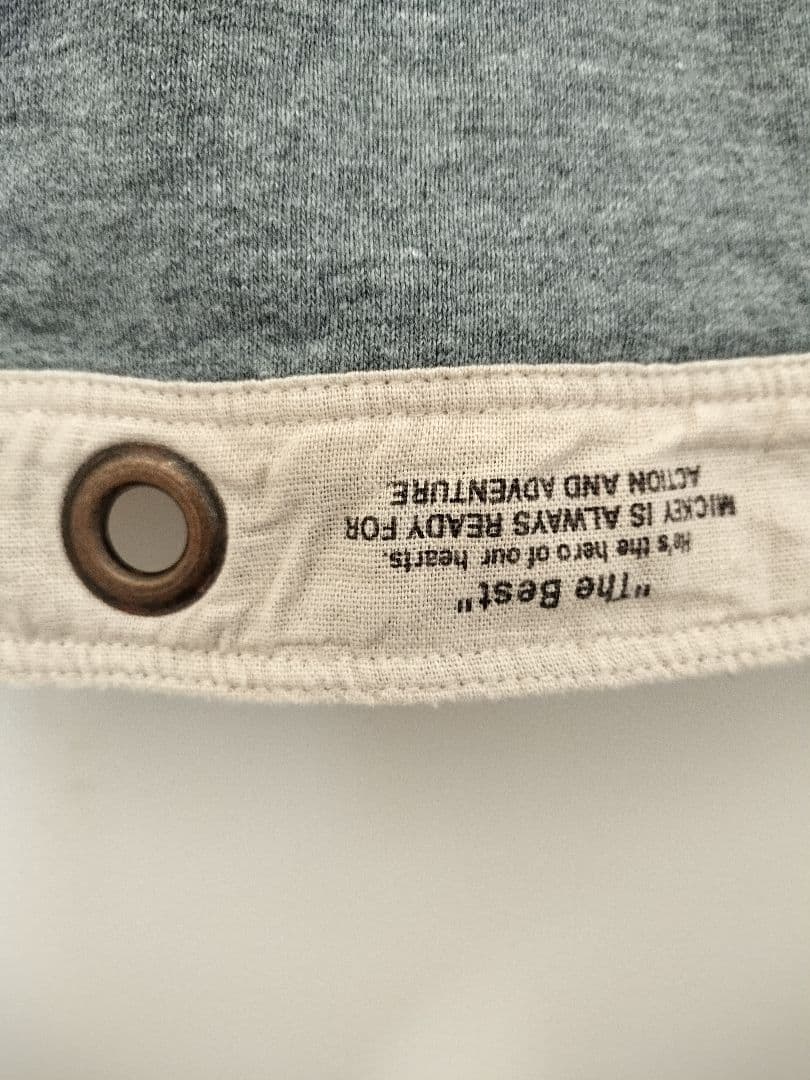 "The Best"
He's the hero of our hearts.
MICKEY IS ALWAYS READY FOR
ACTION AND ADVENTURE.